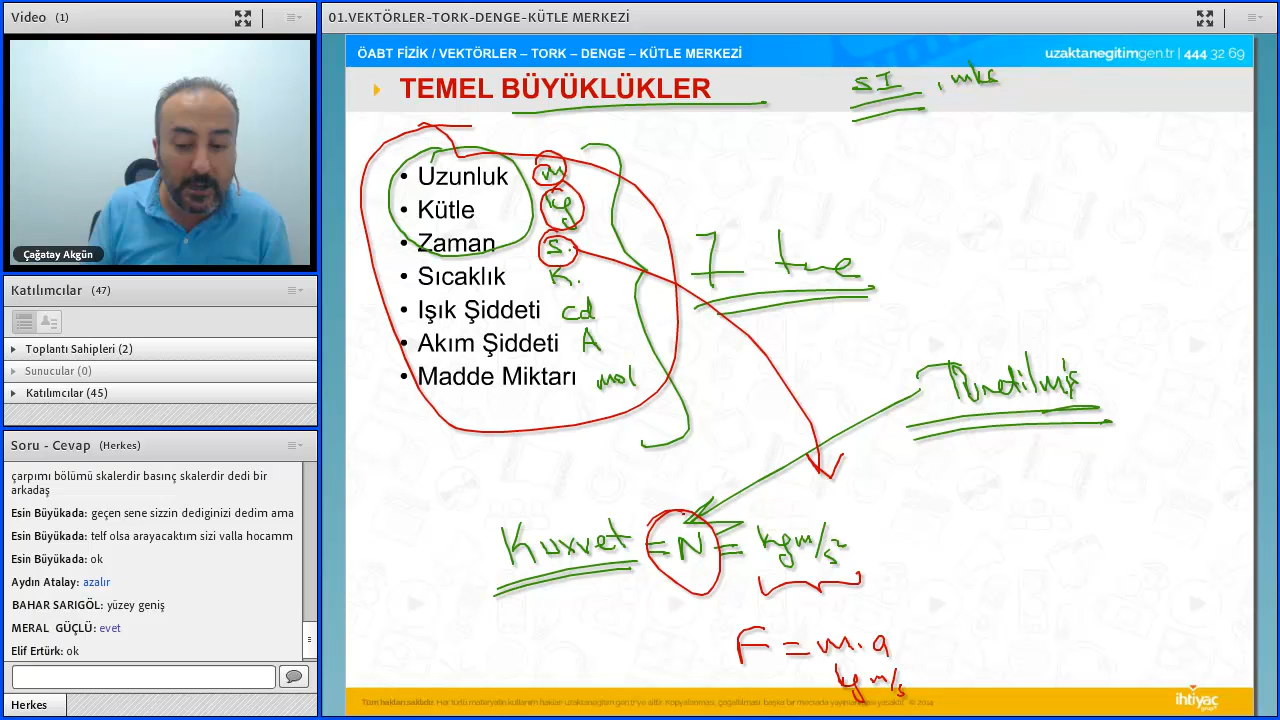 Video (1)
01.VEKTÖRLER-TORK-DENGE-KÜTLE MERKEZİ
ÖABT FİZİK / VEKTÖRLER – TORK – DENGE – KÜTLE MERKEZİ
uzaktanegitimgen.tr | 444 32 69
TEMEL BÜYÜKLÜKLER
SI , mks
• Uzunluk m
• Kütle kg
• Zaman s.
• Sıcaklık K.
• Işık Şiddeti cd
• Akım Şiddeti A
• Madde Miktarı mol
7 tne
Türetilmiş
Kuvvet = N = kgm/s²
F = m.a
kg m/s
Çağatay Akgün
Katılımcılar (47)
Toplantı Sahipleri (2)
Sunucular (0)
Katılımcılar (45)
Soru - Cevap (Herkes)
çarpımı bölümü skalerdir basınç skalerdir dedi bir
arkadaş
Esin Büyükada: geçen sene sizzin dediginizi dedim ama
Esin Büyükada: telf olsa arayacaktım sizi valla hocamm
Esin Büyükada: ok
Aydın Atalay: azalır
BAHAR SARIGÖL: yüzey geniş
MERAL GÜÇLÜ: evet
Elif Ertürk: ok
Herkes
ihtiyaç